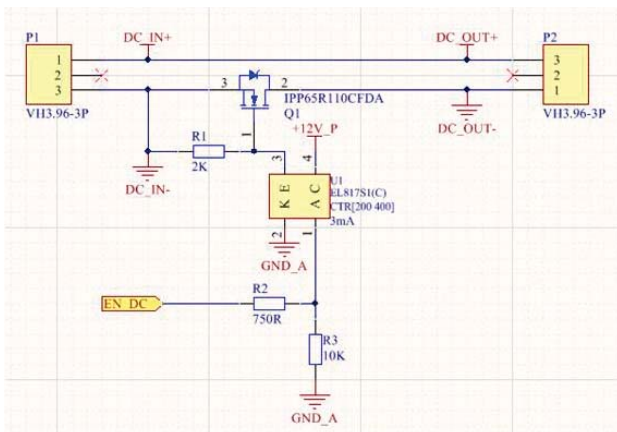 P1
DC_IN+
DC_OUT+
P2
1
2
3
3
2
3
2
1
VH3.96-3P
IPP65R110CFDA
Q1
VH3.96-3P
+12V_P
DC_OUT-
R1
1
2K
DC_IN-
3
4
K E
A C
U1
EL817S1(C)
CTR[200 400]
3mA
2
1
GND_A
EN_DC
R2
750R
R3
10K
GND_A